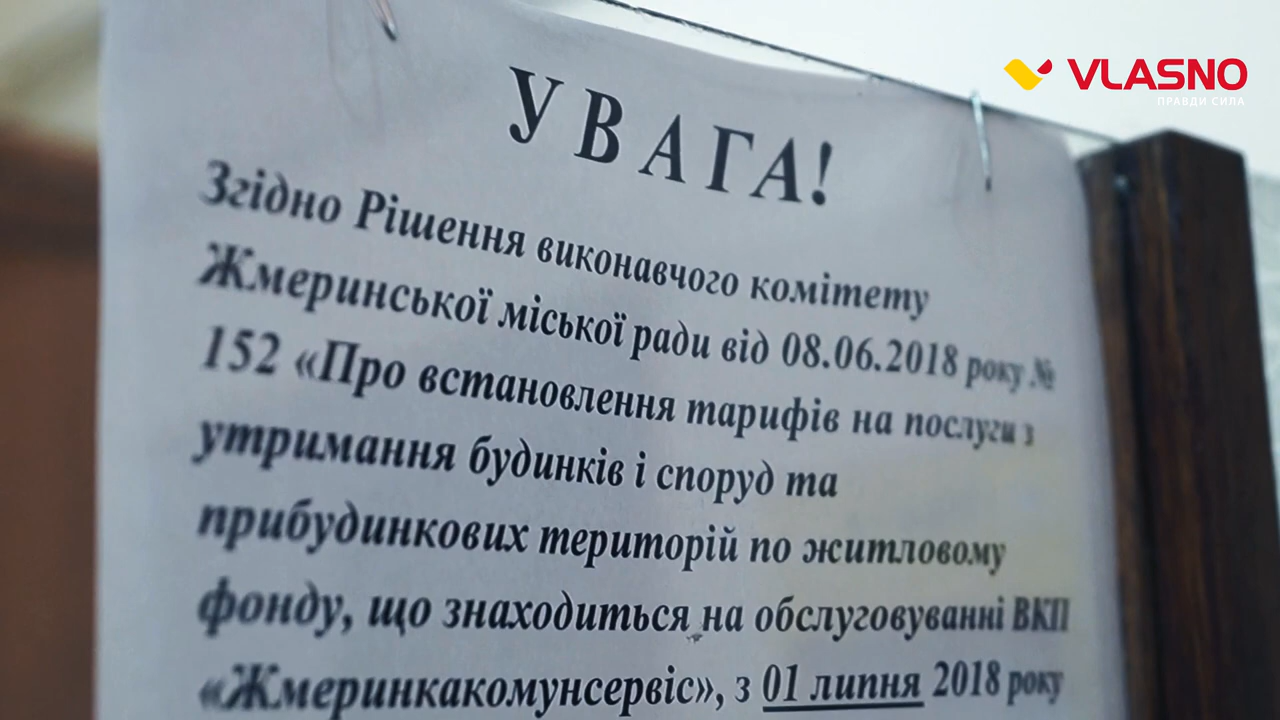 VLASNO
ПРАВДИ СИЛА
УВАГА!
Згідно Рішення виконавчого комітету
Жмеринської міської ради від 08.06.2018 року №
152 «Про встановлення тарифів на послуги з
утримання будинків і споруд та
прибудинкових територій по житловому
фонду, що знаходиться на обслуговуванні ВКП
«Жмеринкакомунсервіс», з 01 липня 2018 року